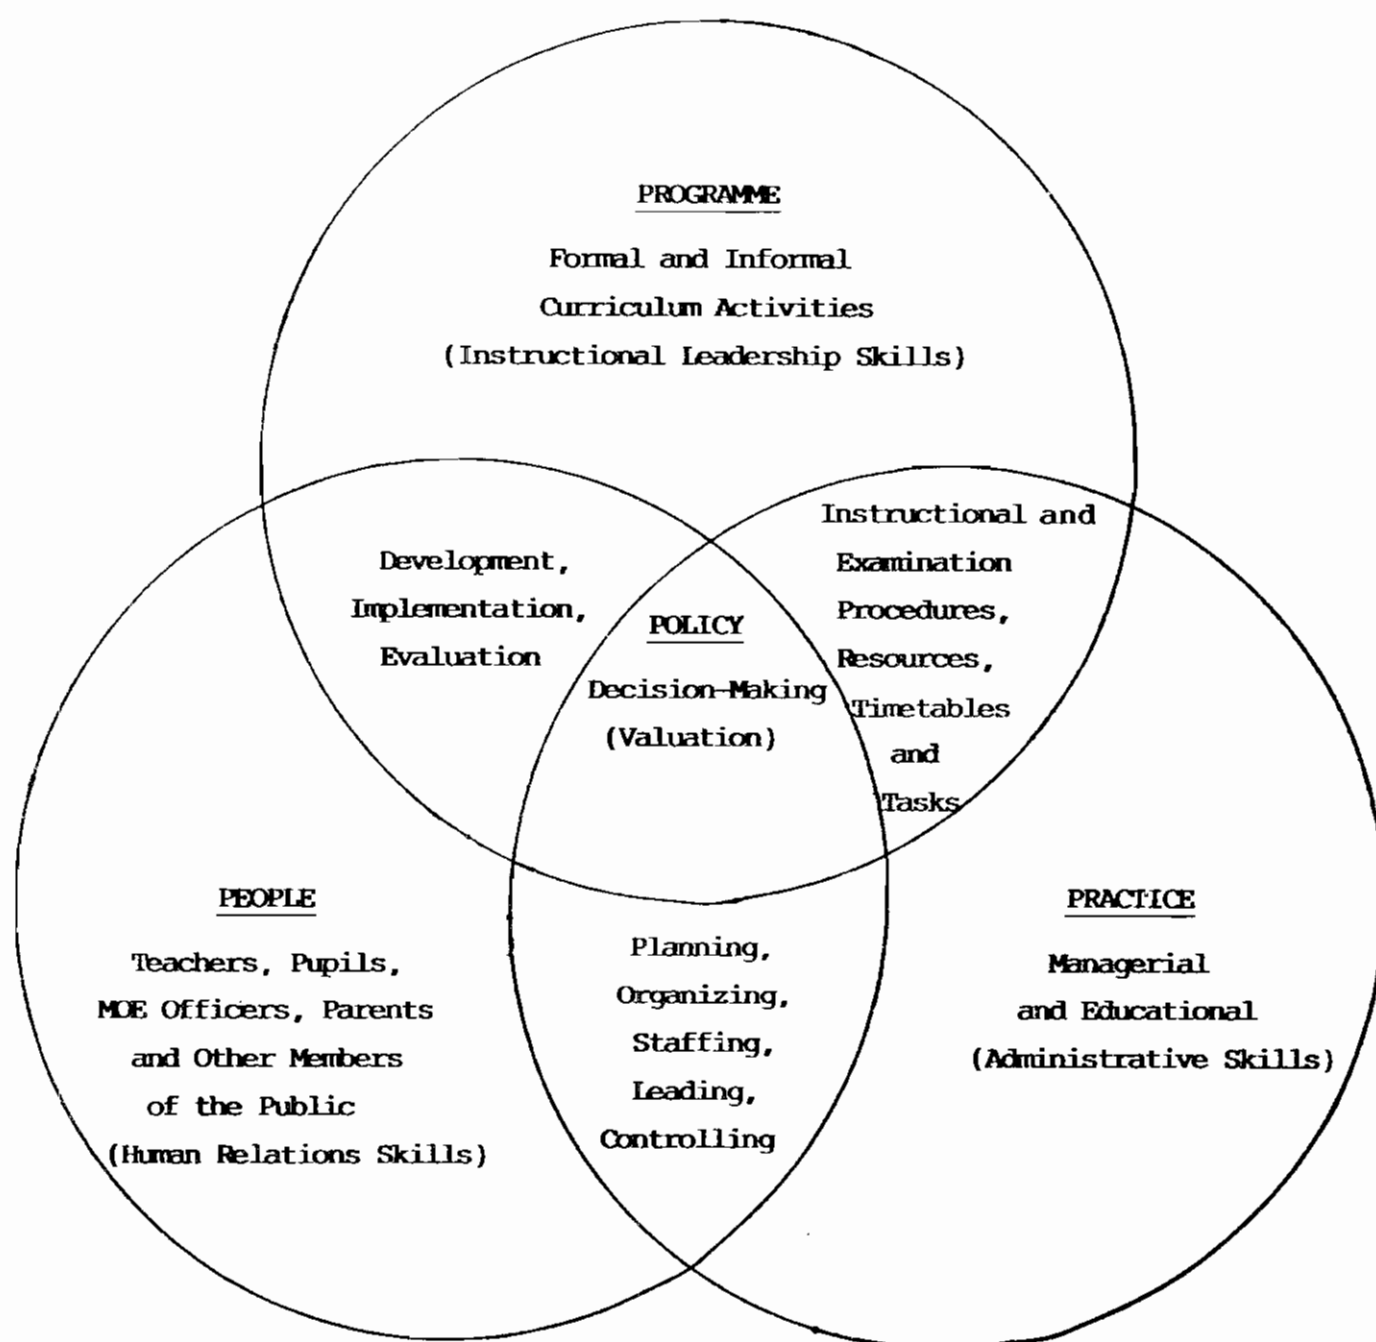 PROGRAMME
Formal and Informal
Curriculum Activities
(Instructional Leadership Skills)
Development,
Implementation,
Evaluation
POLICY
Decision-Making
(Valuation)
Instructional and
Examination
Procedures,
Resources,
Timetables
and
Tasks
PEOPLE
Teachers, Pupils,
MOE Officers, Parents
and Other Members
of the Public
(Human Relations Skills)
Planning,
Organizing,
Staffing,
Leading,
Controlling
PRACTICE
Managerial
and Educational
(Administrative Skills)